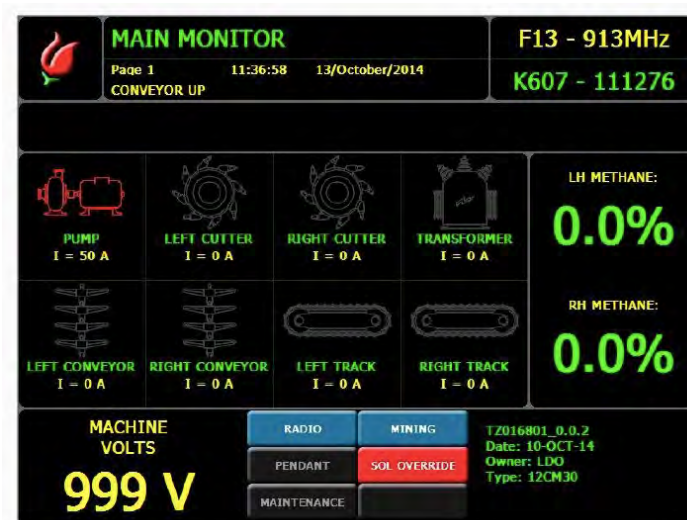 MAIN MONITOR
Page 1 11:36:58 13/October/2014
CONVEYOR UP
F13 - 913MHz
K607 - 111276
PUMP
I = 50 A
LEFT CUTTER
I = 0 A
RIGHT CUTTER
I = 0 A
TRANSFORMER
I = 0 A
LEFT CONVEYOR
I = 0 A
RIGHT CONVEYOR
I = 0 A
LEFT TRACK
I = 0 A
RIGHT TRACK
I = 0 A
LH METHANE:
0.0%
RH METHANE:
0.0%
MACHINE
VOLTS
999 V
RADIO
MINING
PENDANT
SOL OVERRIDE
MAINTENANCE
TZ016801_0.0.2
Date: 10-OCT-14
Owner: LDO
Type: 12CM30